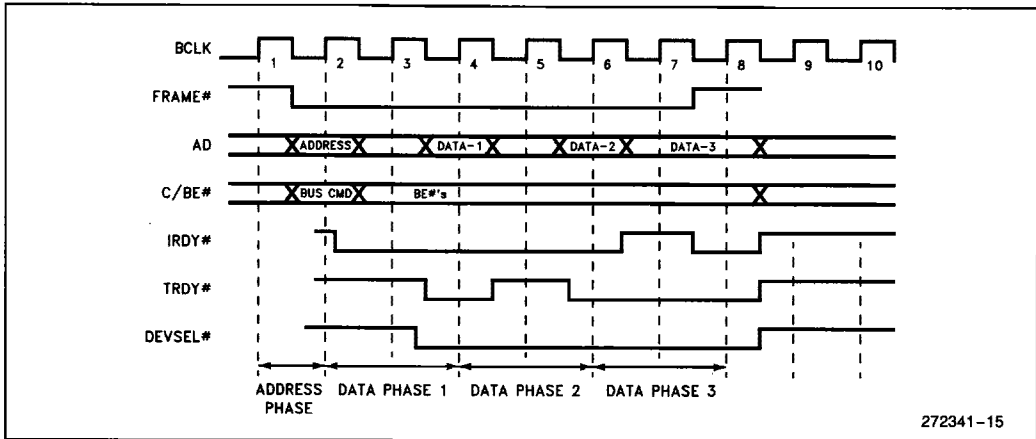 BCLK
1 2 3 4 5 6 7 8 9 10
FRAME#
AD
ADDRESS DATA-1 DATA-2 DATA-3
C/BE#
BUS CMD BE#'s
IRDY#
TRDY#
DEVSEL#
ADDRESS PHASE DATA PHASE 1 DATA PHASE 2 DATA PHASE 3
272341-15